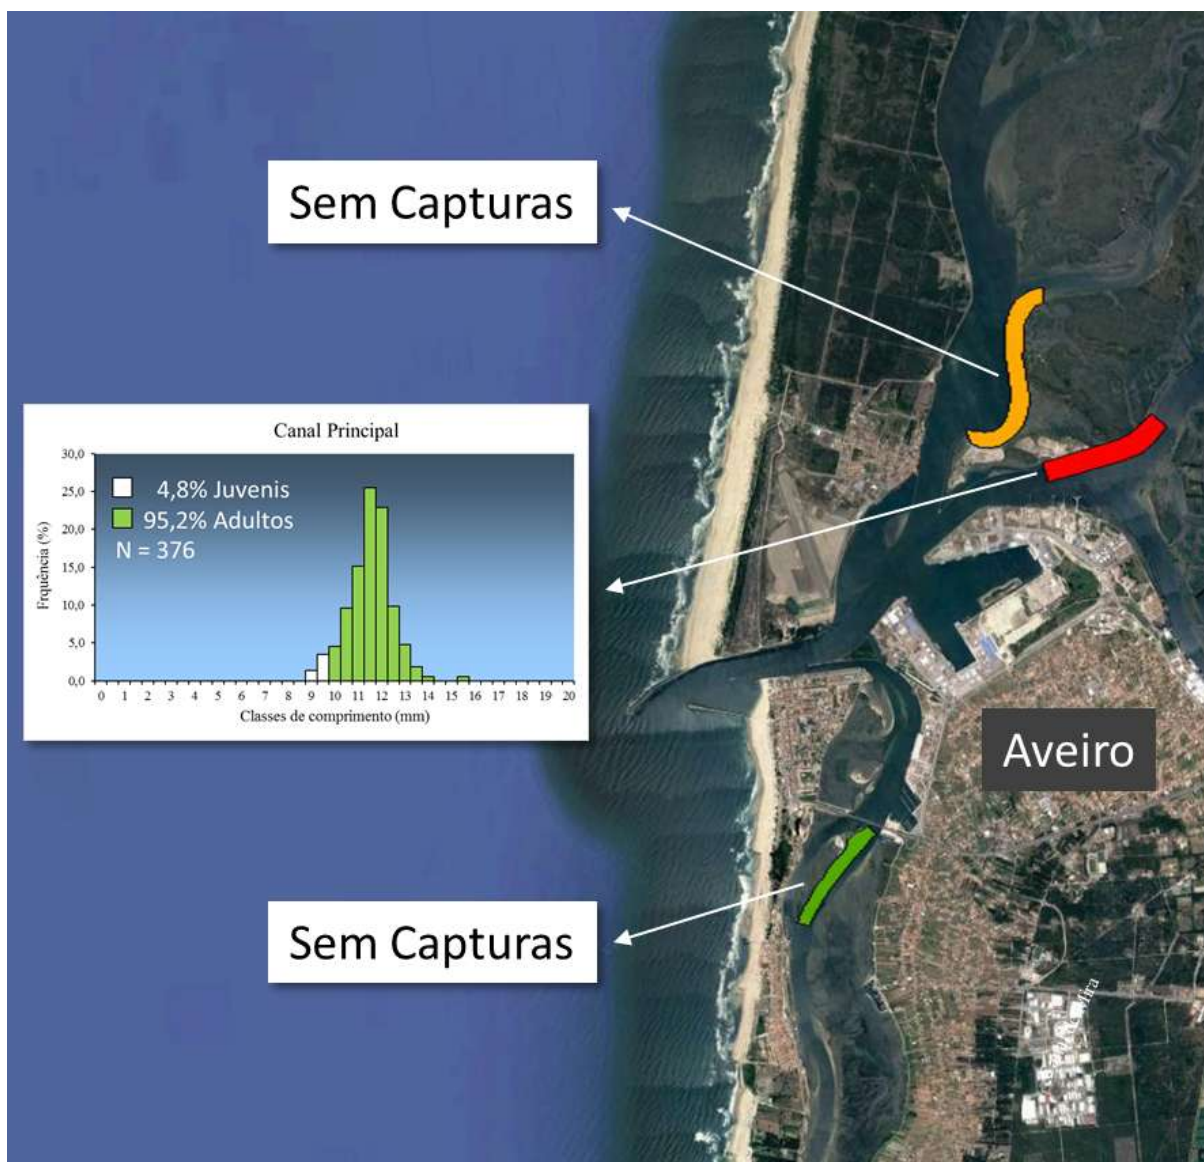 Sem Capturas
Canal Principal
30,0
25,0
20,0
15,0
10,0
5,0
0,0
Frquência (%)
4,8% Juvenis
95,2% Adultos
N = 376
0 1 2 3 4 5 6 7 8 9 10 11 12 13 14 15 16 17 18 19 20
Classes de comprimento (mm)
Aveiro
Sem Capturas
Mira